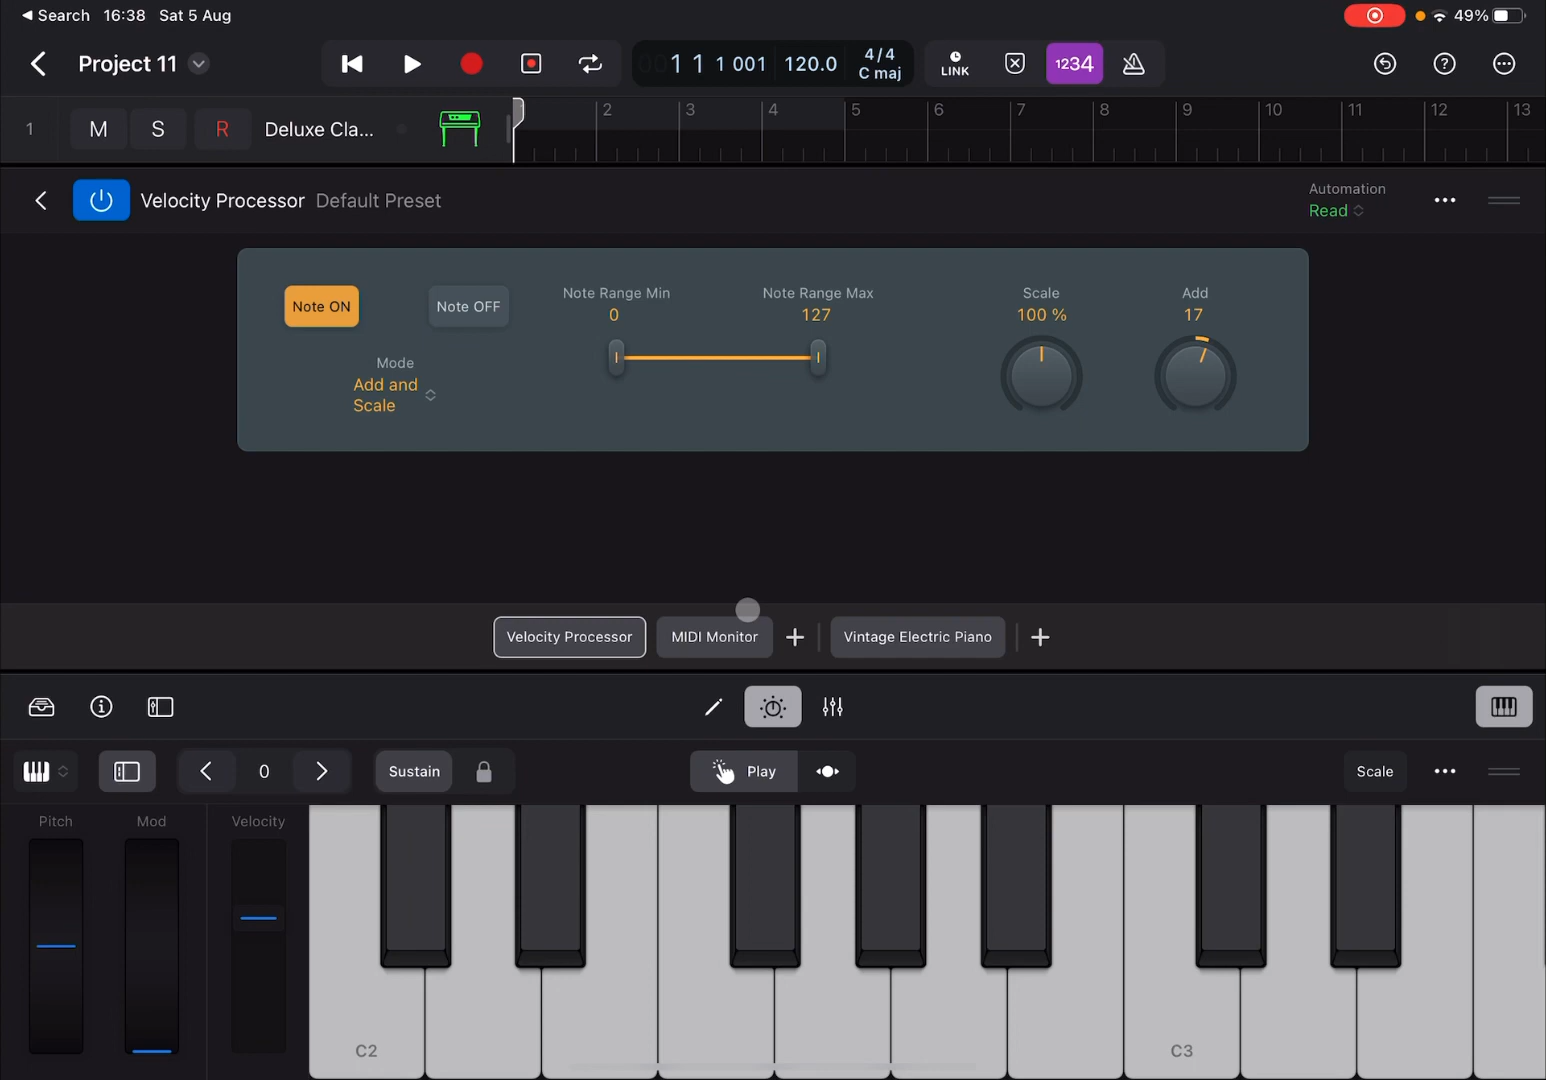 Search 16:38 Sat 5 Aug 49%
Project 11 001 1 1 1 001 120.0 4/4 C maj LINK 1234
1 M S R Deluxe Cla... 2 3 4 5 6 7 8 9 10 11 12 13
Velocity Processor Default Preset Automation
Read
Note ON Note OFF Note Range Min Note Range Max Scale Add
0 127 100 % 17
Mode
Add and
Scale
Velocity Processor MIDI Monitor + Vintage Electric Piano +
0 Sustain Play Scale
Pitch Mod Velocity
C2 C3